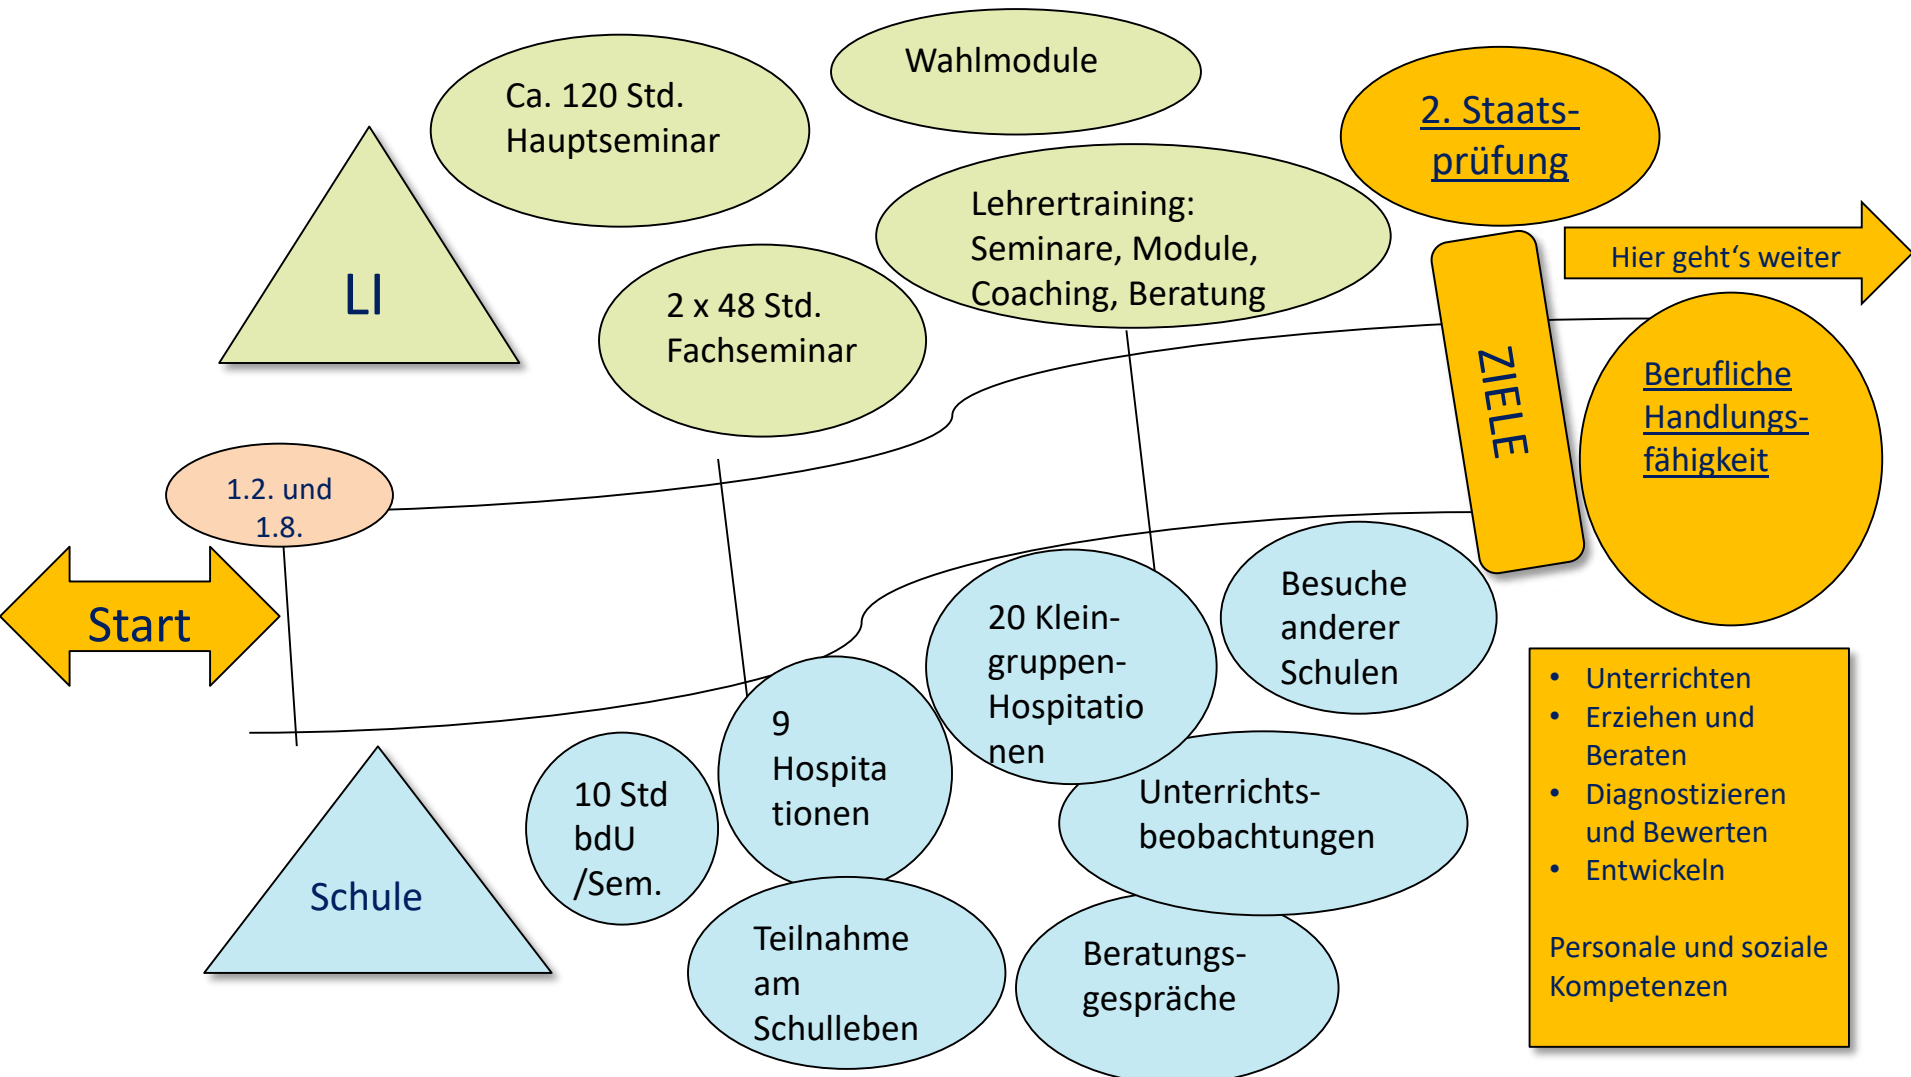 Ca. 120 Std.
Hauptseminar
Wahlmodule
2. Staats-
prüfung
LI
Lehrertraining:
Seminare, Module,
Coaching, Beratung
2 x 48 Std.
Fachseminar
Hier geht‘s weiter
ZIELE
Berufliche
Handlungs-
fähigkeit
1.2. und
1.8.
Start
Schule
10 Std
bdU
/Sem.
9
Hospita
tionen
20 Klein-
gruppen-
Hospitatio
nen
Besuche
anderer
Schulen
Unterrichts-
beobachtungen
Teilnahme
am
Schulleben
Beratungs-
gespräche
• Unterrichten
• Erziehen und
Beraten
• Diagnostizieren
und Bewerten
• Entwickeln
Personale und soziale
Kompetenzen